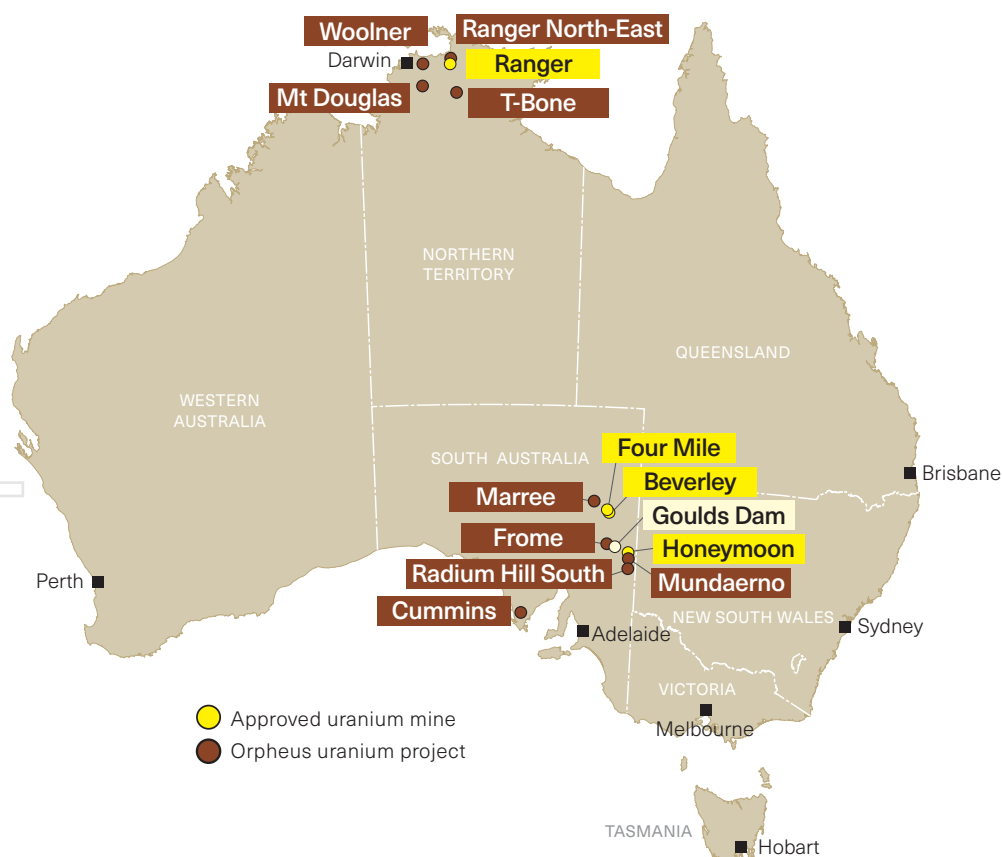 Woolner
Ranger North-East
Darwin
Ranger
Mt Douglas
T-Bone
NORTHERN
TERRITORY
QUEENSLAND
WESTERN
AUSTRALIA
SOUTH AUSTRALIA
Four Mile
Brisbane
Beverley
Marree
Goulds Dam
Frome
Honeymoon
Radium Hill South
Mundaerno
Perth
Cummins
NEW SOUTH WALES
Sydney
Adelaide
VICTORIA
Melbourne
Approved uranium mine
Orpheus uranium project
TASMANIA
Hobart